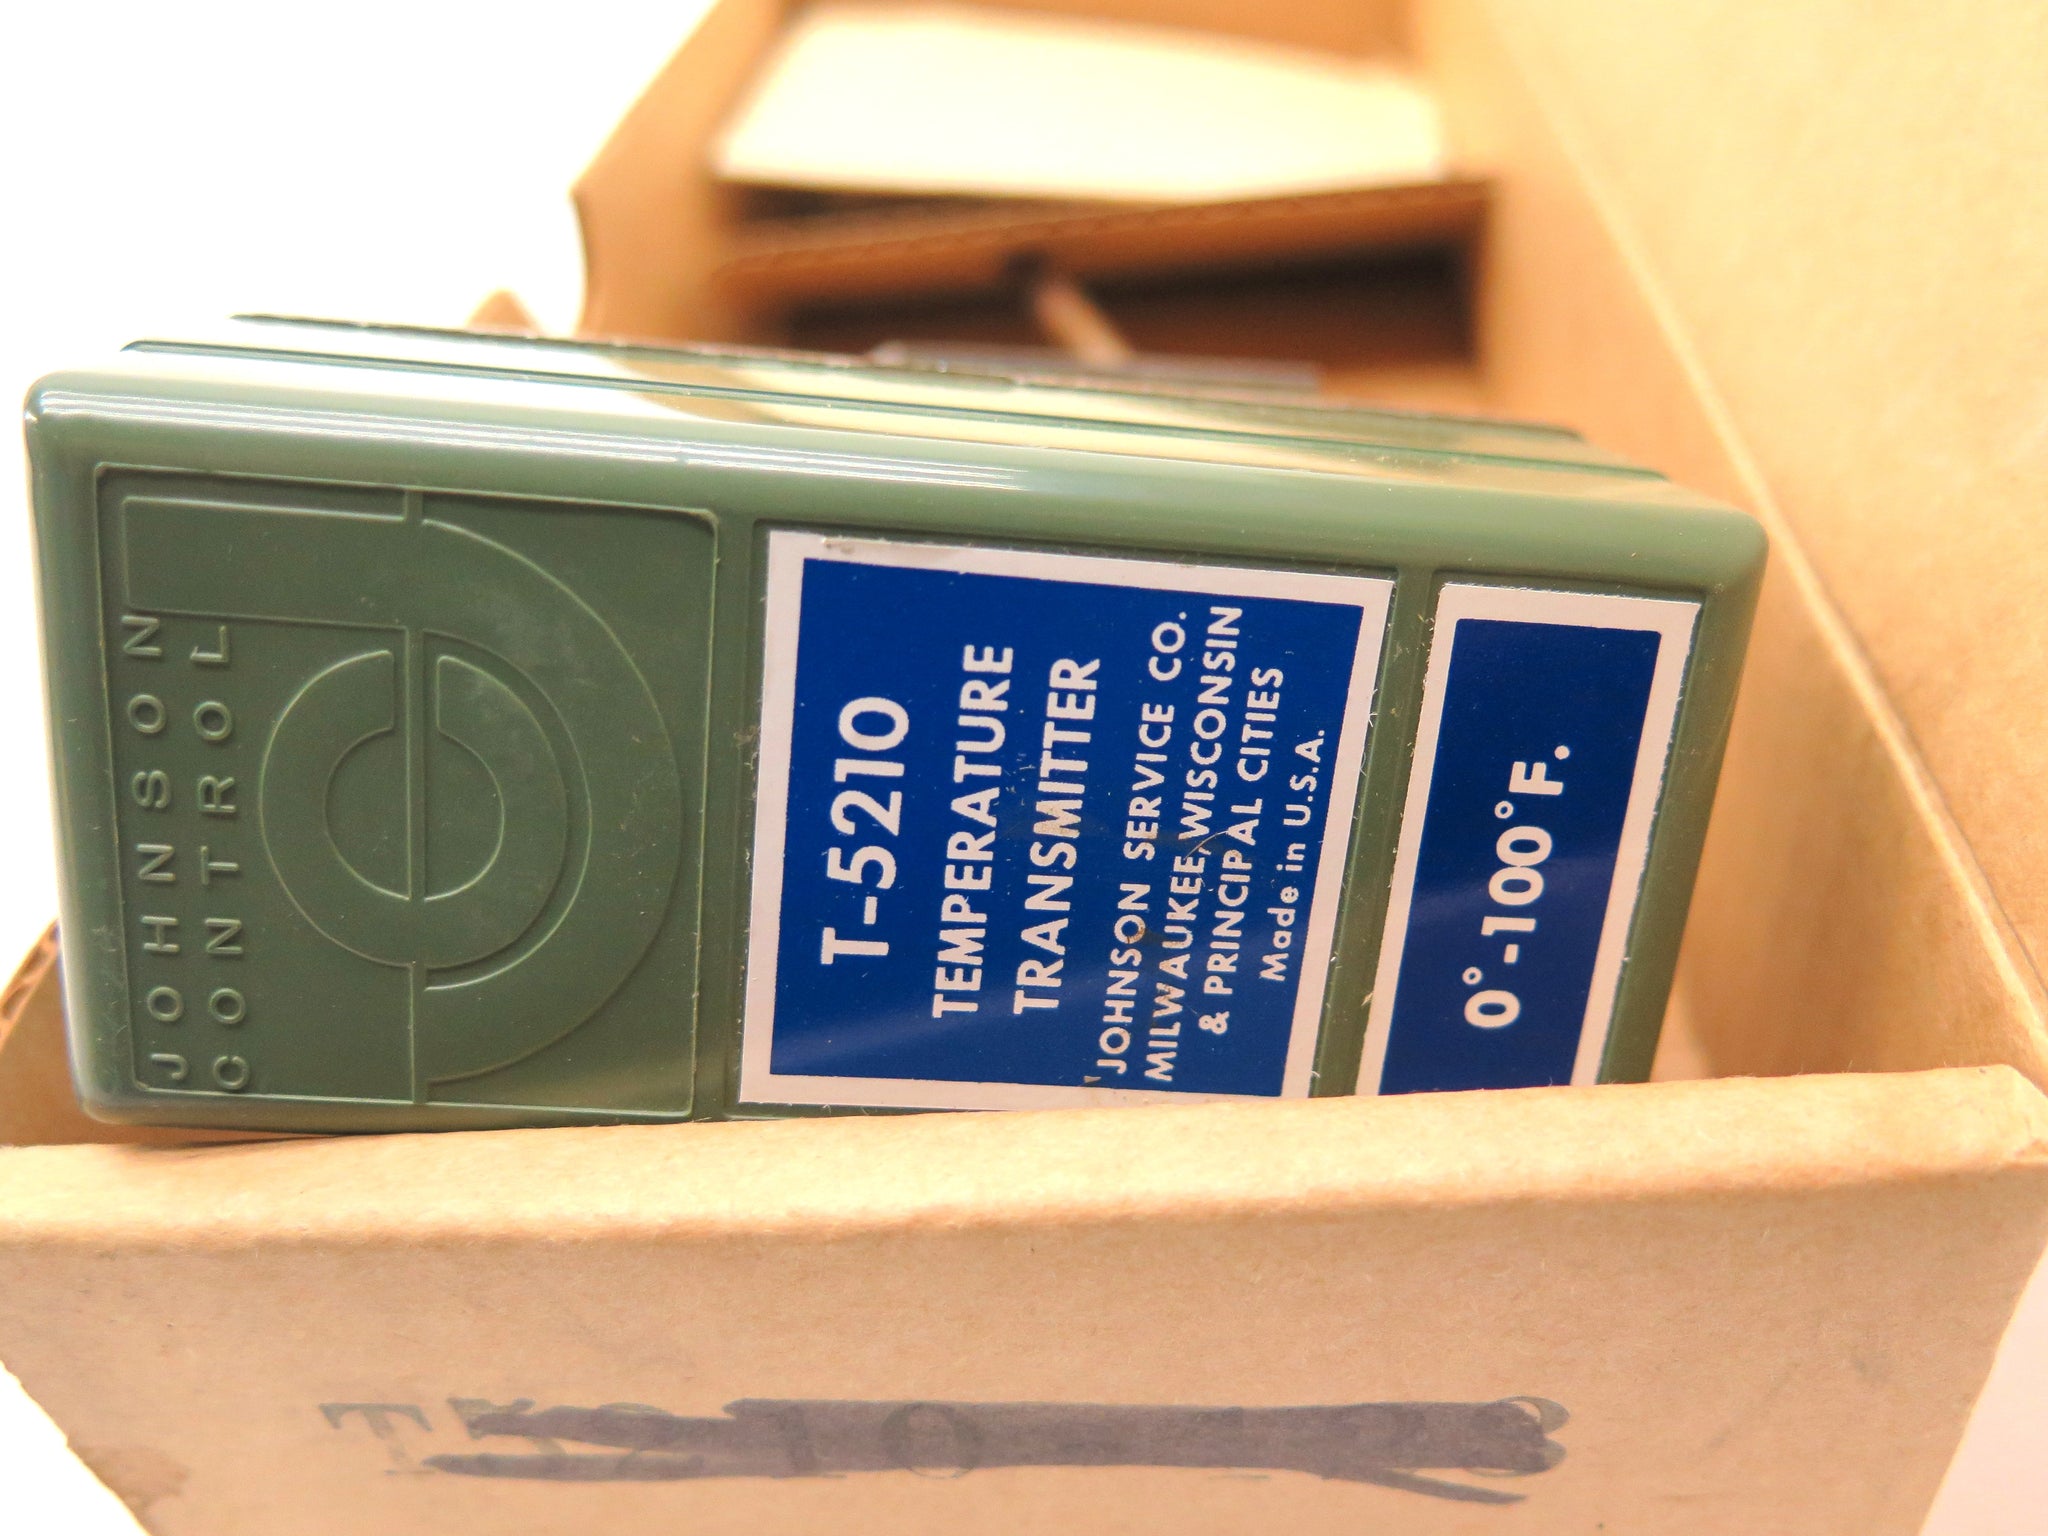 JOHNSON
CONTROL
T-5210
TEMPERATURE
TRANSMITTER
JOHNSON SERVICE CO.
MILWAUKEE, WISCONSIN
& PRINCIPAL CITIES
Made in U.S.A.
0°-100°F.